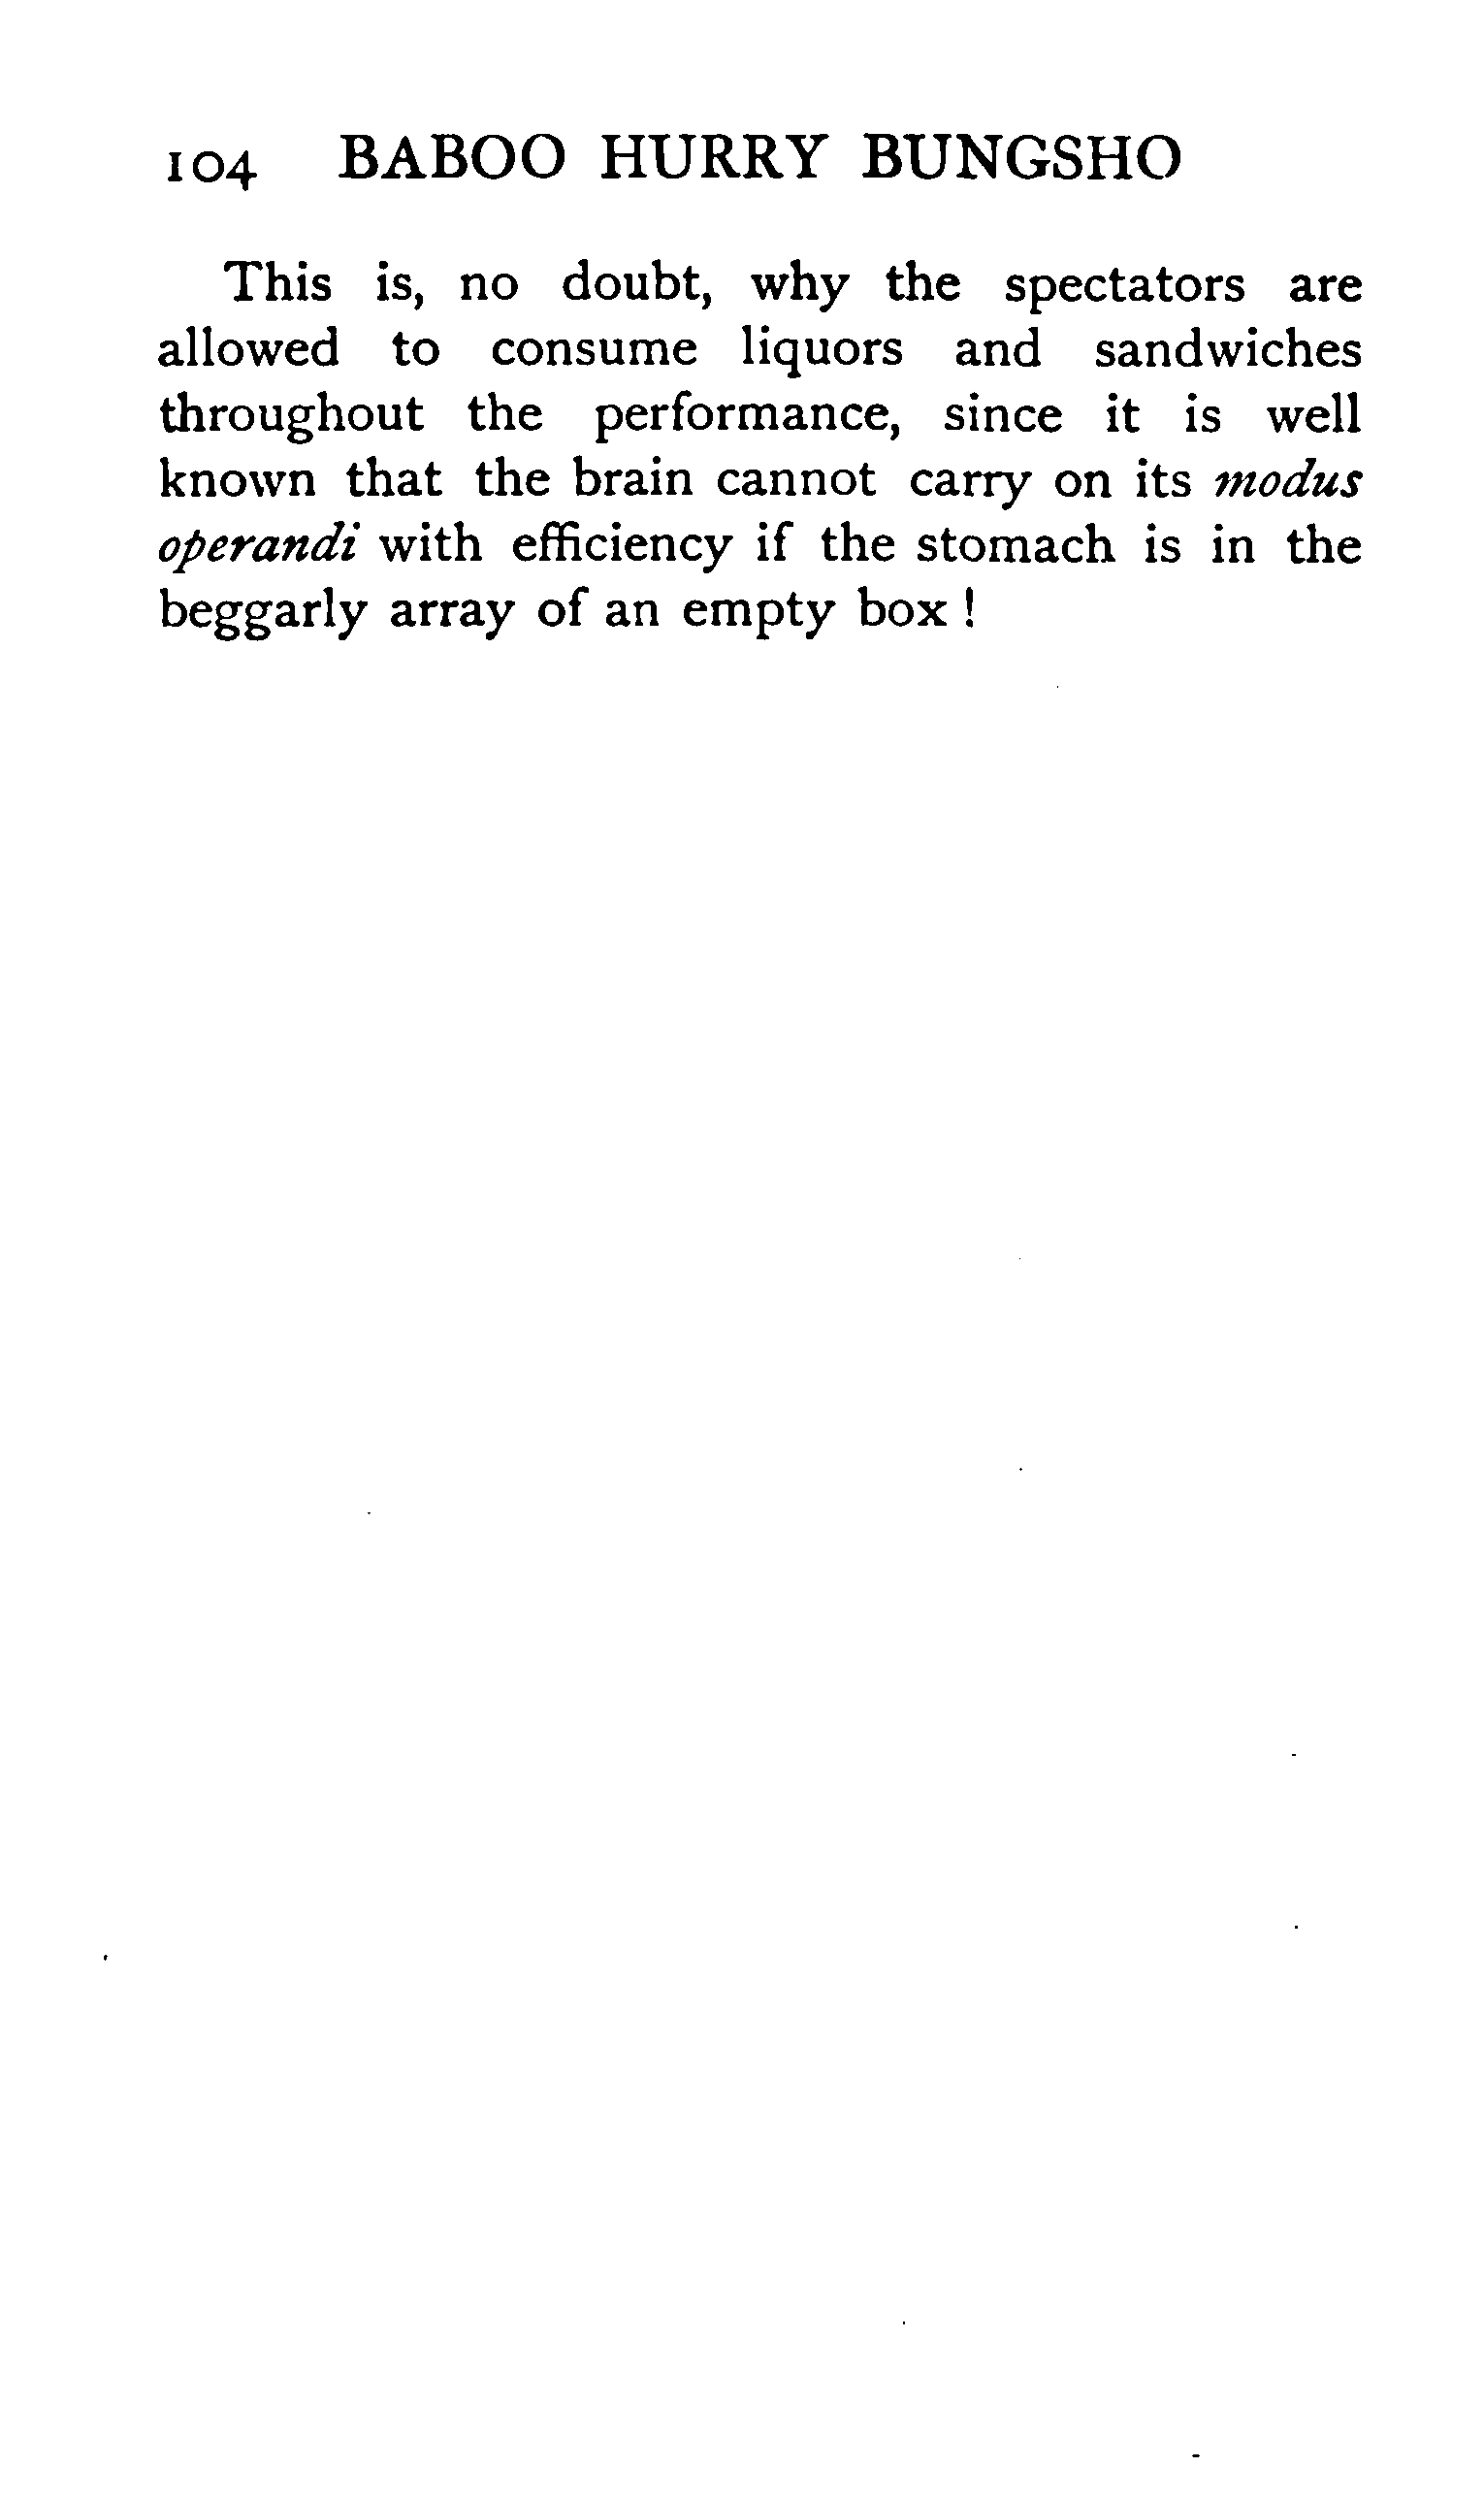 104 BABOO HURRY BUNGSHO
This is, no doubt, why the spectators are
allowed to consume liquors and sandwiches
throughout the performance, since it is well
known that the brain cannot carry on its modus
operandi with efficiency if the stomach is in the
beggarly array of an empty box !